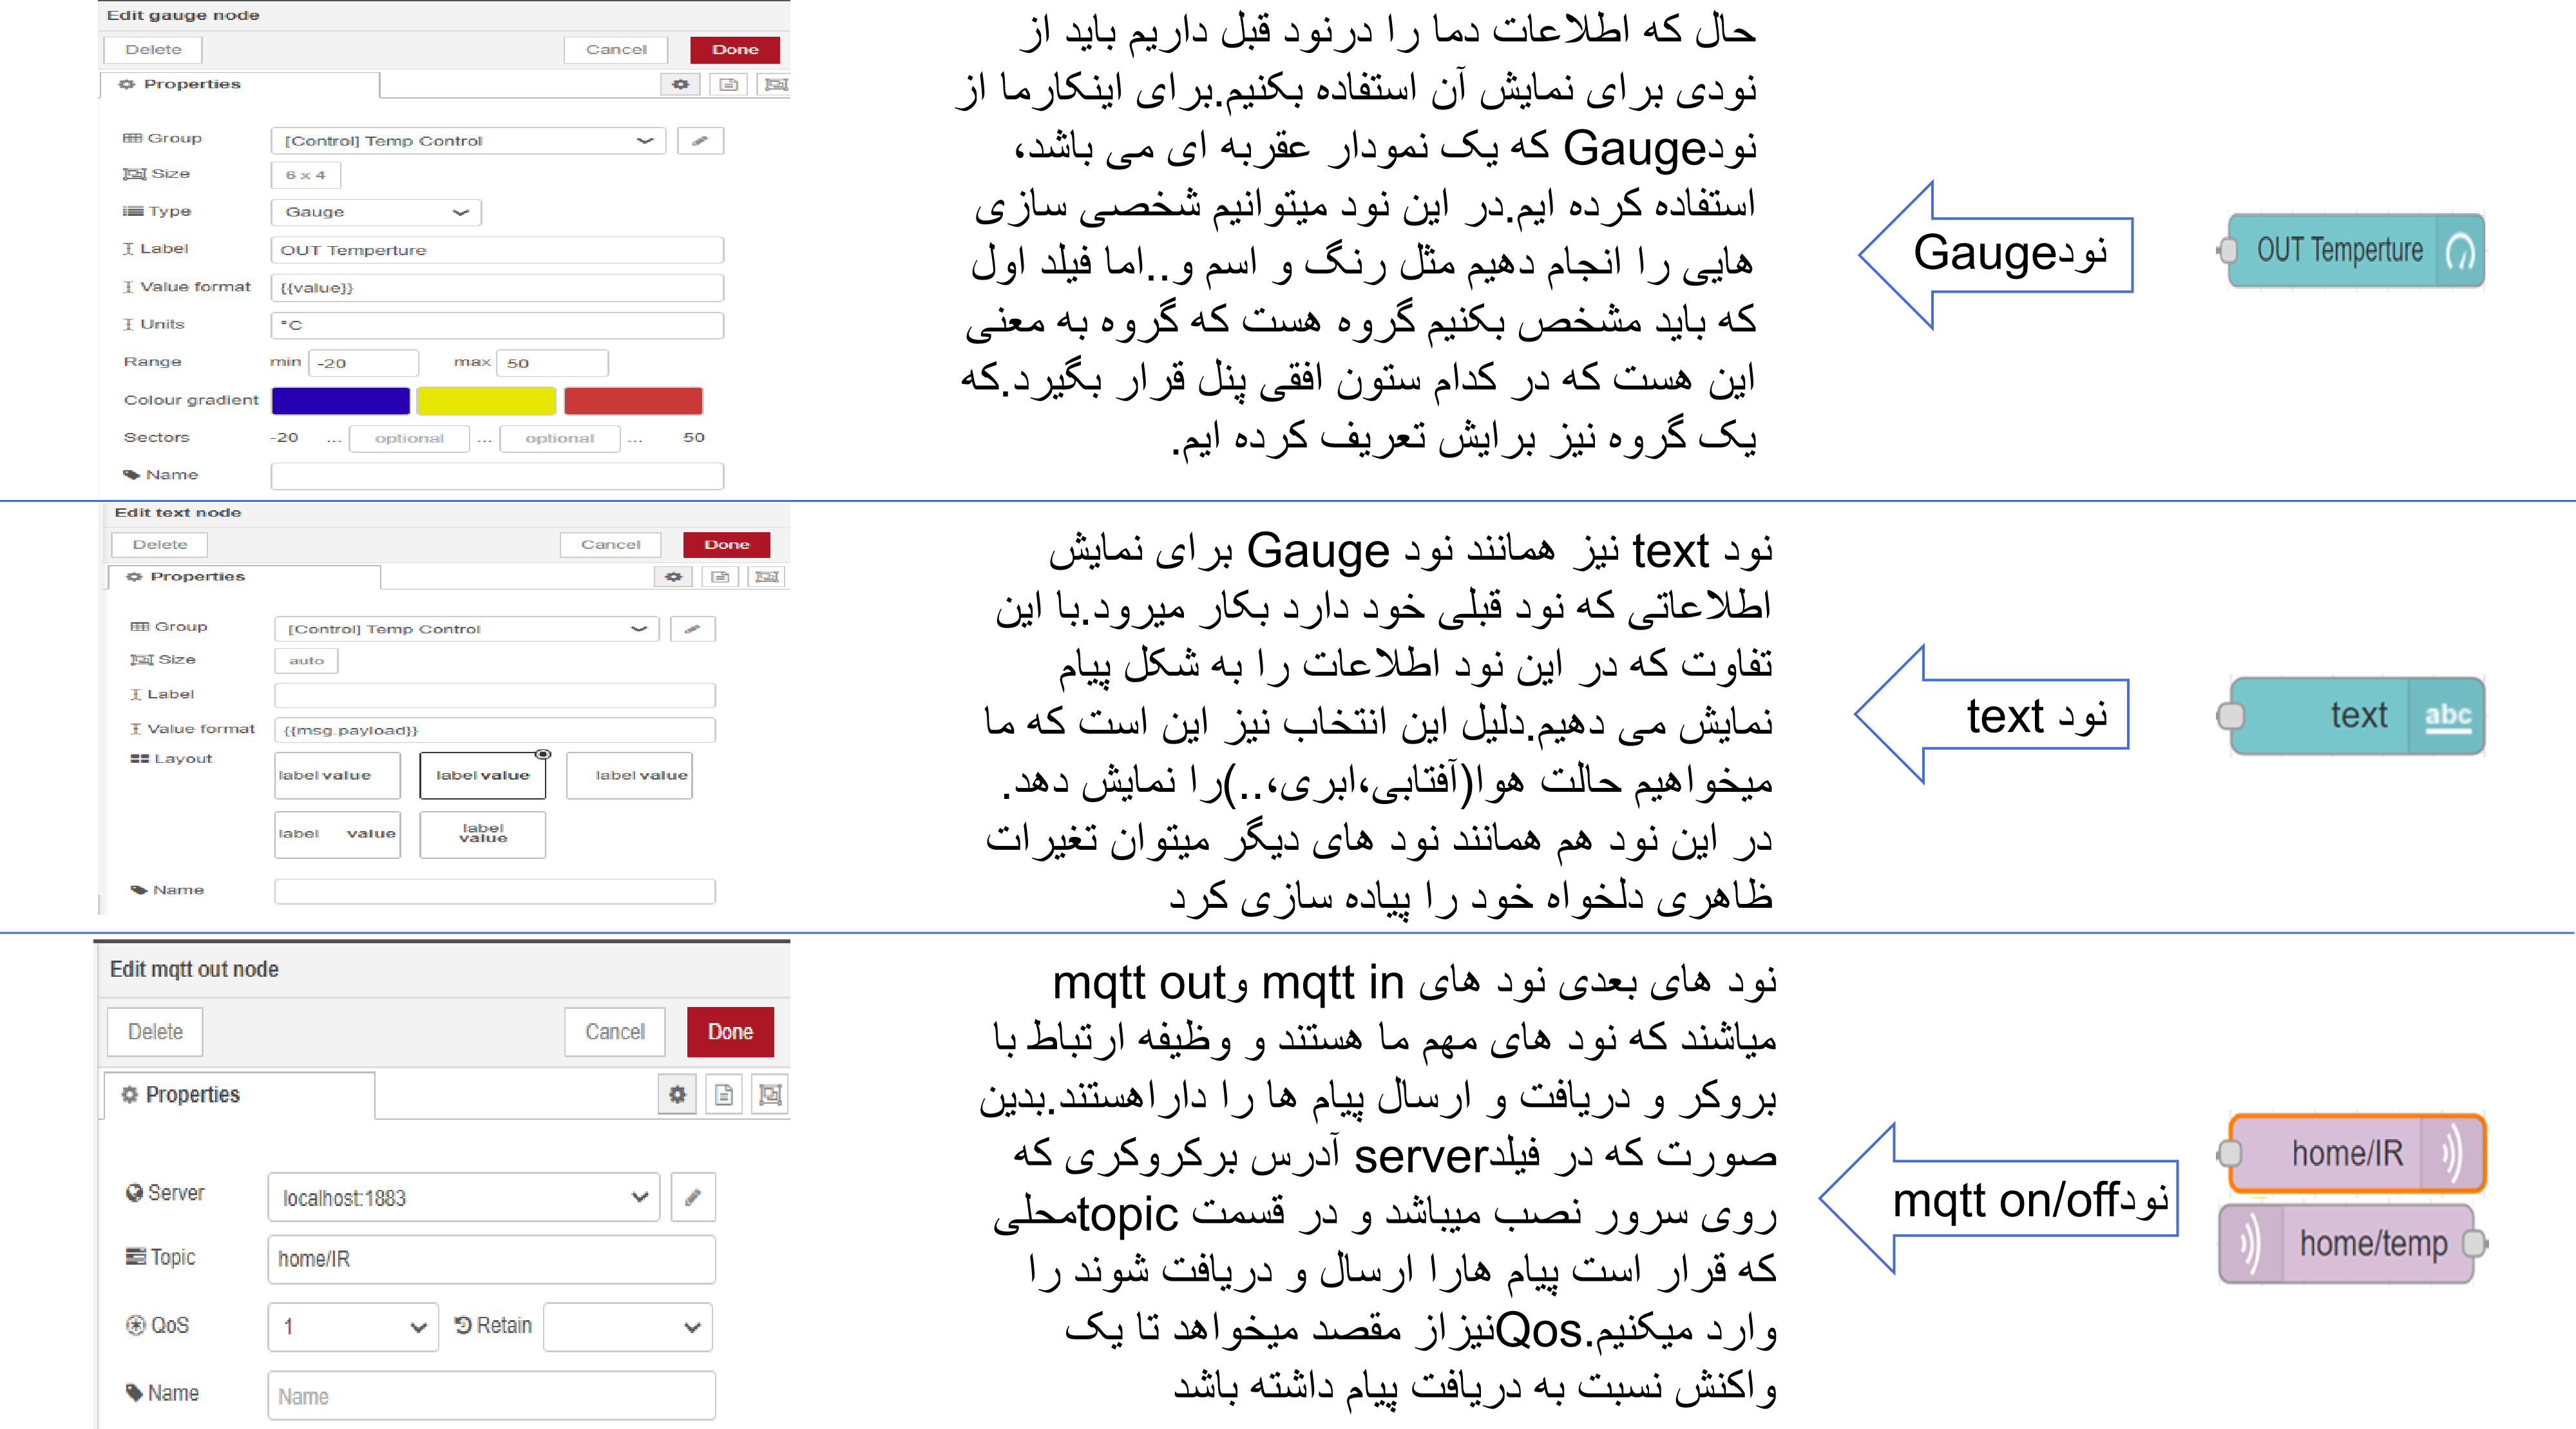 Edit gauge node
Delete
Cancel
Done
Properties
Group
[Control] Temp Control
Size
6 x 4
Type
Gauge
Label
OUT Temperture
Value format
{{value}}
Units
°C
Range
min -20
max 50
Colour gradient
Sectors
-20 ... optional ... optional ... 50
Name
حال که اطلاعات دما را درنود قبل داریم باید از
نودی برای نمایش آن استفاده بکنیم.برای اینکارما از
نودGauge که یک نمودار عقربه ای می باشد،
استفاده کرده ایم.در این نود میتوانیم شخصی سازی
هایی را انجام دهیم مثل رنگ و اسم و..اما فیلد اول
که باید مشخص بکنیم گروه هست که گروه به معنی
این هست که در کدام ستون افقی پنل قرار بگیرد.که
یک گروه نیز برایش تعریف کرده ایم.
نودGauge
OUT Temperture
Edit text node
Delete
Cancel
Done
Properties
Group
[Control] Temp Control
Size
auto
Label
Value format
{{msg.payload}}
Layout
label value
label value
label value
label value
label
value
Name
نود text نیز همانند نود Gauge برای نمایش
اطلاعاتی که نود قبلی خود دارد بکار میرود.با این
تفاوت که در این نود اطلاعات را به شکل پیام
نمایش می دهیم.دلیل این انتخاب نیز این است که ما
میخواهیم حالت هوا(آفتابی،ابری،..)را نمایش دهد.
در این نود هم همانند نود های دیگر میتوان تغیرات
ظاهری دلخواه خود را پیاده سازی کرد
نود text
text
abc
Edit mqtt out node
Delete
Cancel
Done
Properties
Server
localhost:1883
Topic
home/IR
QoS
1
Retain
Name
Name
نود های بعدی نود های mqtt in وmqtt out
میاشند که نود های مهم ما هستند و وظیفه ارتباط با
بروکر و دریافت و ارسال پیام ها را داراهستند.بدین
صورت که در فیلدserver آدرس برکروکری که
روی سرور نصب میباشد و در قسمت topicمحلی
که قرار است پیام هارا ارسال و دریافت شوند را
وارد میکنیم.Qosنیزاز مقصد میخواهد تا یک
واکنش نسبت به دریافت پیام داشته باشد
نودmqtt on/off
home/IR
home/temp